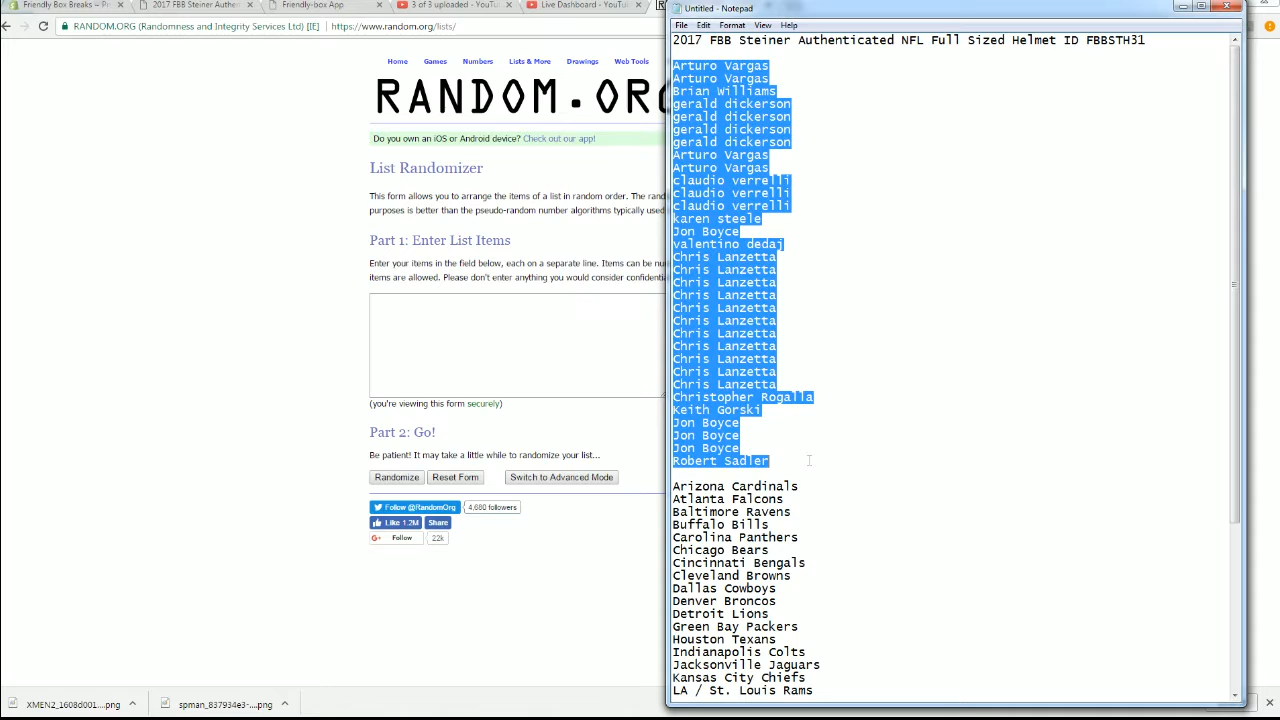 Friendly Box Breaks – P
2017 FBB Steiner Authen
Friendly-box App
3 of 3 uploaded - YouTu
Live Dashboard - YouTu
RANDOM.ORG (Randomness and Integrity Services Ltd) [IE]
https://www.random.org/lists/
Home
Games
Numbers
Lists & More
Drawings
Web Tools
RANDOM.ORG
Do you own an iOS or Android device? Check out our app!
List Randomizer
This form allows you to arrange the items of a list in random order. The
purposes is better than the pseudo-random number algorithms typically used
Part 1: Enter List Items
Enter your items in the field below, each on a separate line. Items can be
items are allowed. Please don't enter anything you would consider
(you're viewing this form securely)
Part 2: Go!
Be patient! It may take a little while to randomize your list...
Randomize
Reset Form
Switch to Advanced Mode
Follow @RandomOrg
4,680 followers
Like 1.2M
Share
Follow
22k
XMEN2_1608d001....png
spman_837934e3-....png
Untitled - Notepad
File
Edit
Format
View
Help
2017 FBB Steiner Authenticated NFL Full Sized Helmet ID FBBSTH31
Arturo Vargas
Arturo Vargas
Brian Williams
gerald dickerson
gerald dickerson
gerald dickerson
gerald dickerson
Arturo Vargas
Arturo Vargas
claudio verrelli
claudio verrelli
claudio verrelli
karen steele
Jon Boyce
valentino dedaj
Chris Lanzetta
Chris Lanzetta
Chris Lanzetta
Chris Lanzetta
Chris Lanzetta
Chris Lanzetta
Chris Lanzetta
Chris Lanzetta
Chris Lanzetta
Chris Lanzetta
Chris Lanzetta
Christopher Rogalla
Keith Gorski
Jon Boyce
Jon Boyce
Jon Boyce
Robert Sadler
Arizona Cardinals
Atlanta Falcons
Baltimore Ravens
Buffalo Bills
Carolina Panthers
Chicago Bears
Cincinnati Bengals
Cleveland Browns
Dallas Cowboys
Denver Broncos
Detroit Lions
Green Bay Packers
Houston Texans
Indianapolis Colts
Jacksonville Jaguars
Kansas City Chiefs
LA / St. Louis Rams